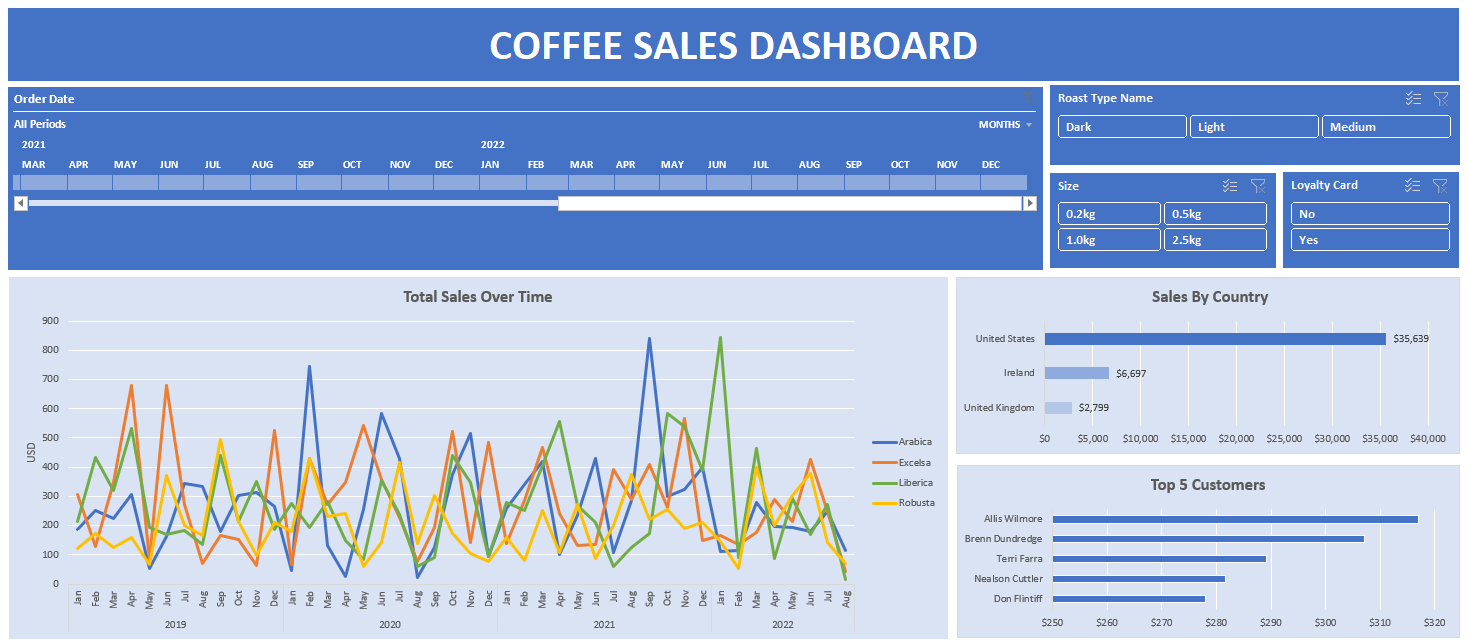 COFFEE SALES DASHBOARD
Order Date
All Periods MONTHS
2021 2022
MAR APR MAY JUN JUL AUG SEP OCT NOV DEC JAN FEB MAR APR MAY JUN JUL AUG SEP OCT NOV DEC
Roast Type Name
Dark Light Medium
Size
0.2kg 0.5kg
1.0kg 2.5kg
Loyalty Card
No
Yes
Total Sales Over Time
900
800
700
600
500
400
300
200
100
0
USD
Jan Feb Mar Apr May Jun Jul Aug Sep Oct Nov Dec Jan Feb Mar Apr May Jun Jul Aug Sep Oct Nov Dec Jan Feb Mar Apr May Jun Jul Aug Sep Oct Nov Dec Jan Feb Mar Apr May Jun Jul Aug
2019 2020 2021 2022
Arabica
Excelsa
Liberica
Robusta
Sales By Country
United States $35,639
Ireland $6,697
United Kingdom $2,799
$0 $5,000 $10,000 $15,000 $20,000 $25,000 $30,000 $35,000 $40,000
Top 5 Customers
Allis Wilmore
Brenn Dundredge
Terri Farra
Nealson Cuttler
Don Flintiff
$250 $260 $270 $280 $290 $300 $310 $320